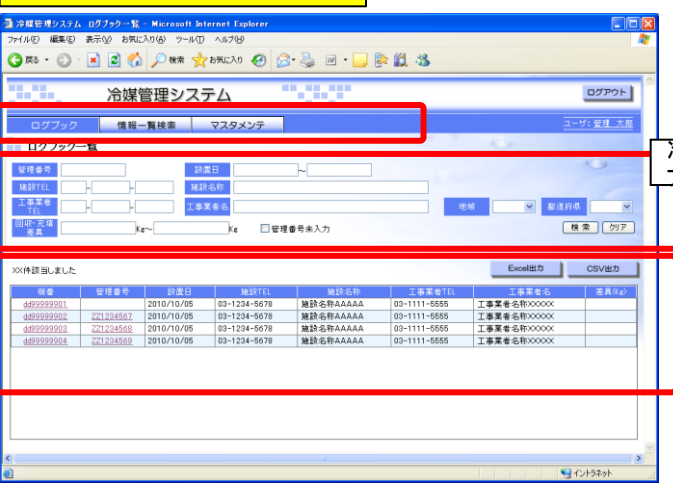 冷媒管理システム ログブック一覧 - Microsoft Internet Explorer
ファイル(F) 編集(E) 表示(V) お気に入り(A) ツール(T) ヘルプ(H)
戻る 検索 お気に入り
冷媒管理システム ログアウト
ログブック 情報一覧検索 マスタメンテ ユーザ: 管理 太郎
ログブック一覧
管理番号 設置日 ~
施設TEL - - 施設名称
工事業者TEL - - 工事業者名 地域 都道府県
回収・充填差異 Kg~ Kg 管理番号未入力 検 索 クリア
XX件該当しました Excel出力 CSV出力
機番 管理番号 設置日 施設TEL 施設名称 工事業者TEL 工事業者名 差異(Kg)
dd99999901 2010/10/05 03-1234-5678 施設名称AAAAA 03-1111-5555 工事業者名称XXXXX
dd99999902 ZZ1234567 2010/10/05 03-1234-5678 施設名称AAAAA 03-1111-5555 工事業者名称XXXXX
dd99999903 ZZ1234568 2010/10/05 03-1234-5678 施設名称AAAAA 03-1111-5555 工事業者名称XXXXX
dd99999904 ZZ1234569 2010/10/05 03-1234-5678 施設名称AAAAA 03-1111-5555 工事業者名称XXXXX
イントラネット